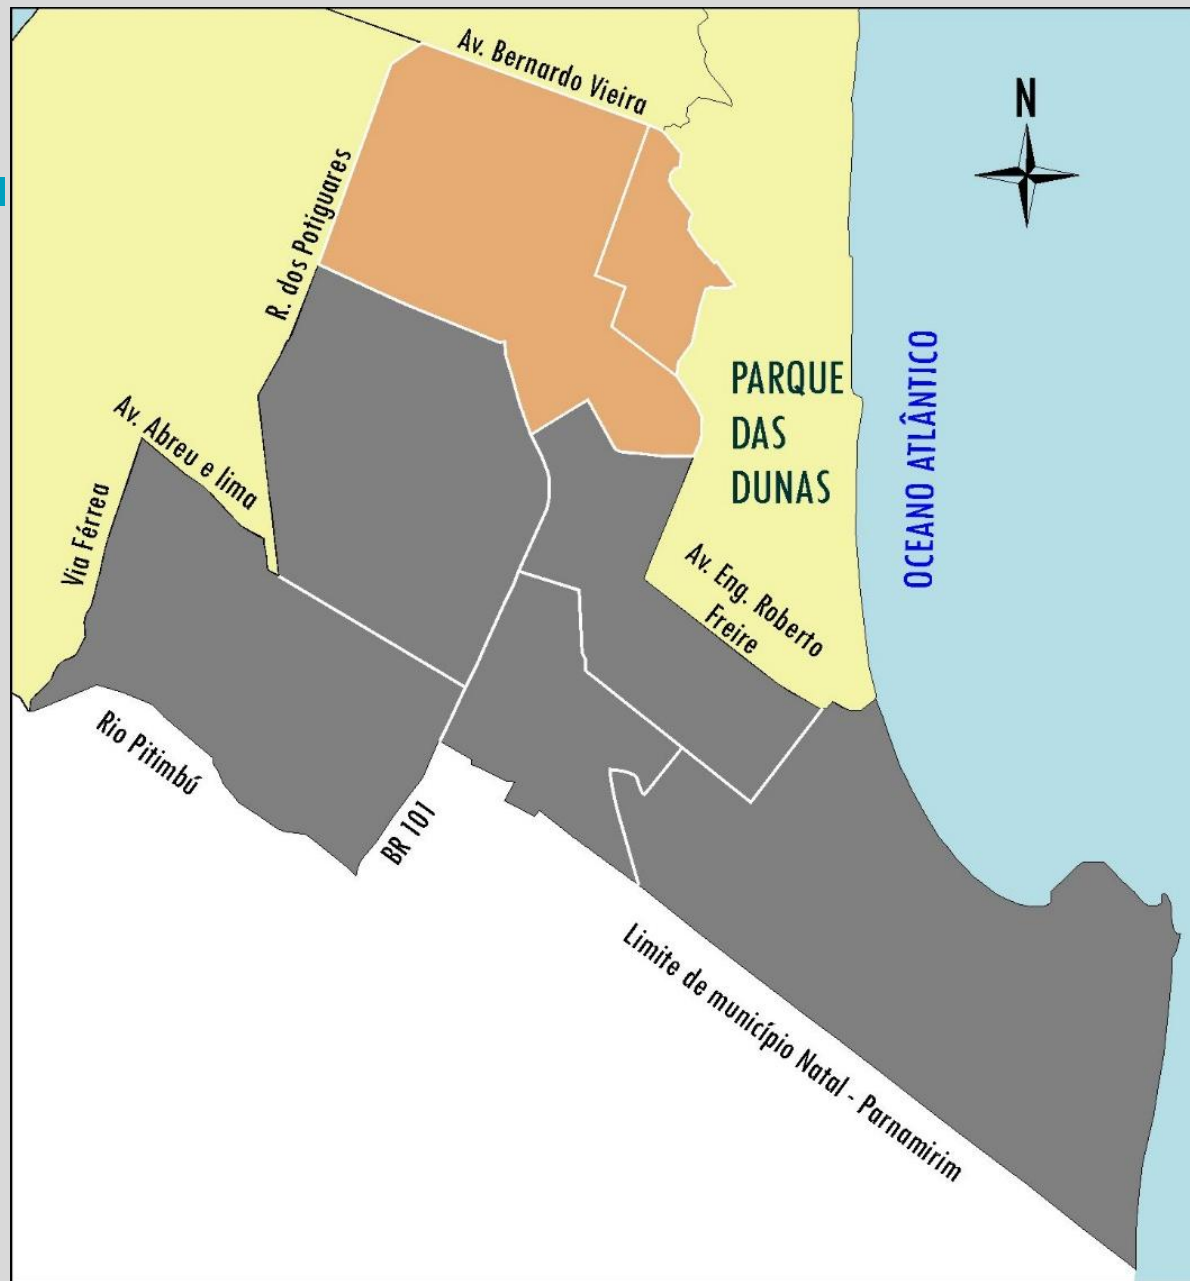 Av. Bernardo Vieira
N
R. dos Potiguares
PARQUE
DAS
DUNAS
OCEANO ATLÂNTICO
Av. Abreu e lima
Via Férrea
Av. Eng. Roberto
Freire
Rio Pitimbú
BR 101
Limite de município Natal - Parnamirim